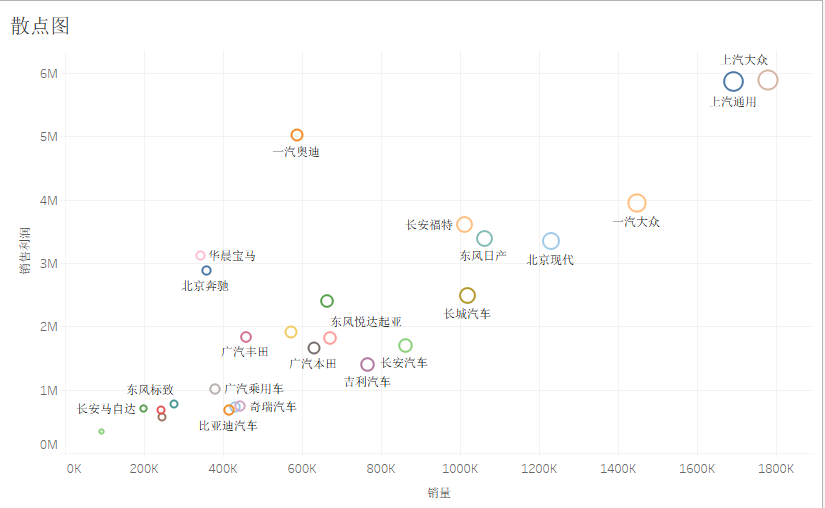 散点图
6M
5M
4M
3M
2M
1M
0M
销售利润
上汽大众
上汽通用
一汽奥迪
一汽大众
长安福特
东风日产
北京现代
华晨宝马
北京奔驰
长城汽车
东风悦达起亚
广汽丰田
广汽本田
长安汽车
吉利汽车
东风标致
广汽乘用车
长安马自达
奇瑞汽车
比亚迪汽车
0K
200K
400K
600K
800K
1000K
1200K
1400K
1600K
1800K
销量